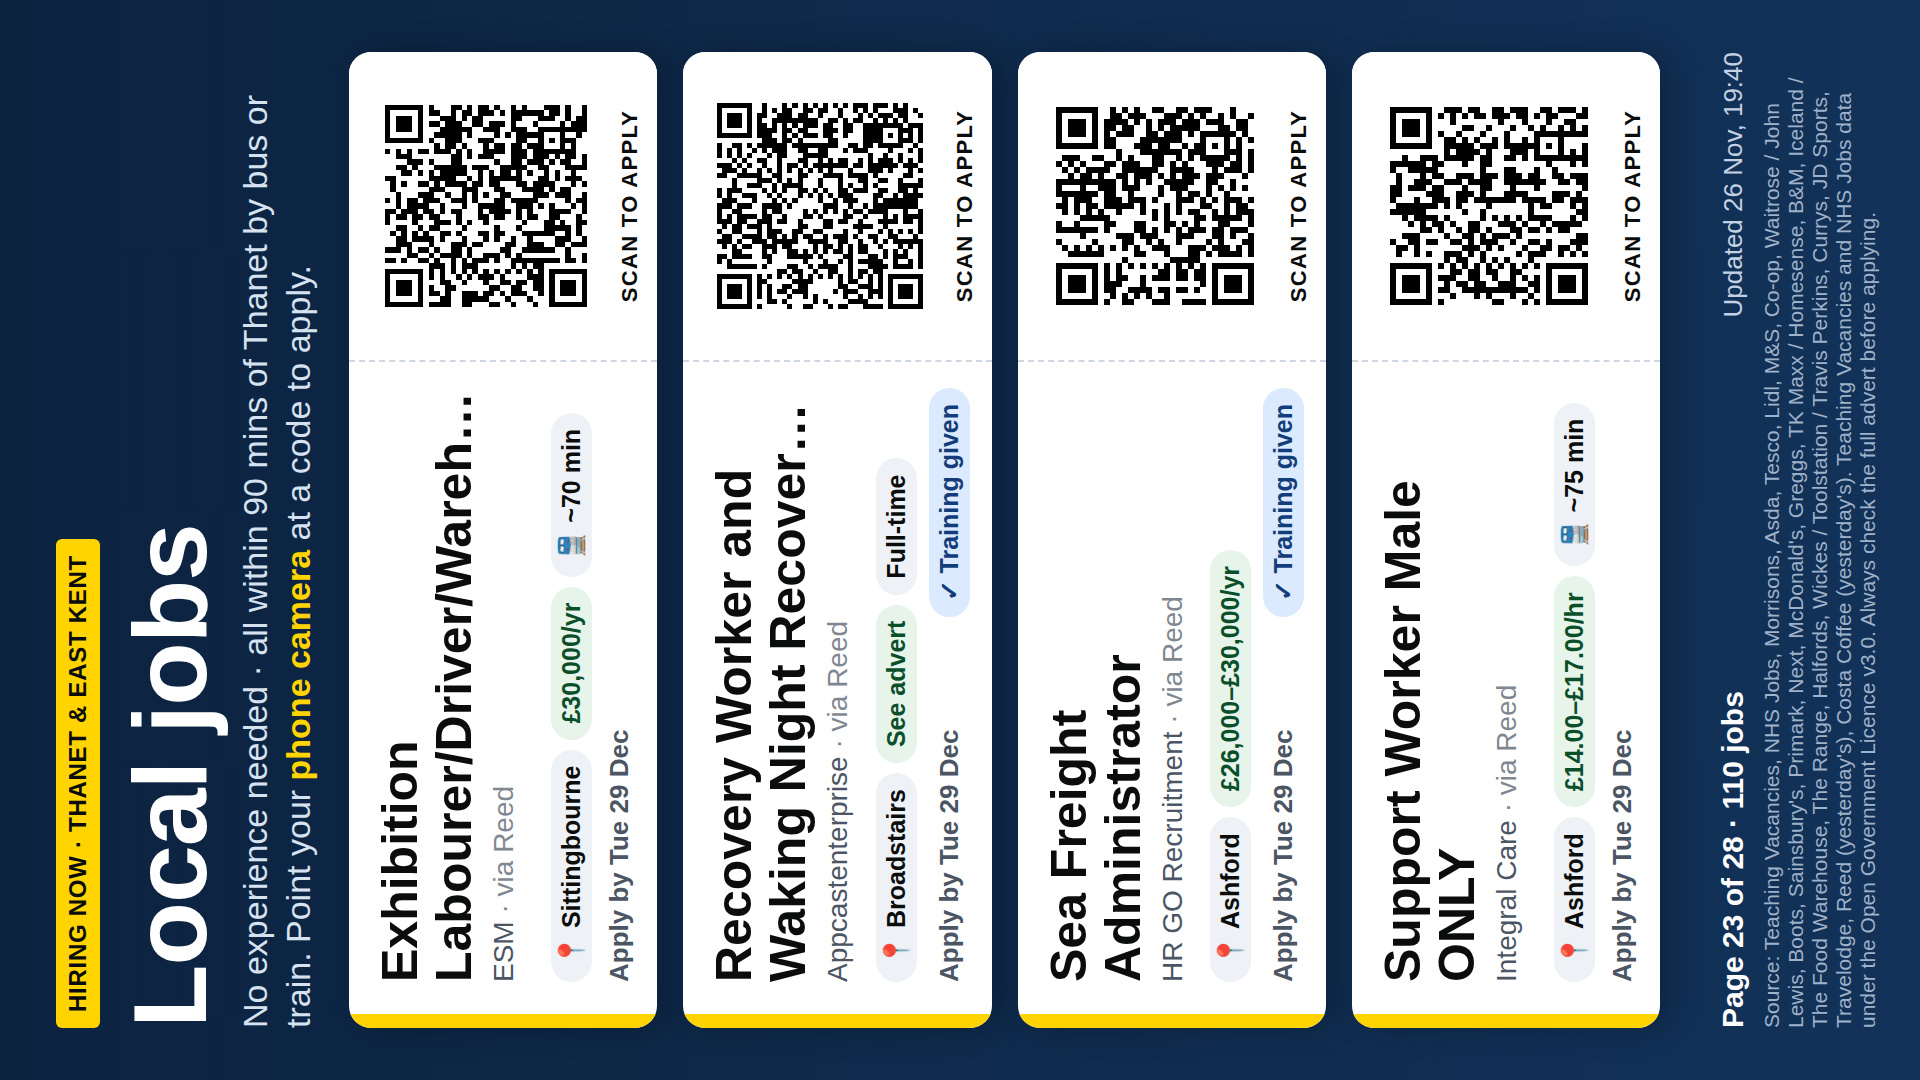 HIRING NOW · THANET & EAST KENT
Local jobs
No experience needed · all within 90 mins of Thanet by bus or
train. Point your phone camera at a code to apply.
Exhibition
Labourer/Driver/Wareh…
ESM · via Reed
Sittingbourne
£30,000/yr
~70 min
Apply by Tue 29 Dec
SCAN TO APPLY
Recovery Worker and
Waking Night Recover…
Appcastenterprise · via Reed
Broadstairs
See advert
Full-time
Apply by Tue 29 Dec
✓ Training given
SCAN TO APPLY
Sea Freight
Administrator
HR GO Recruitment · via Reed
Ashford
£26,000–£30,000/yr
Apply by Tue 29 Dec
✓ Training given
SCAN TO APPLY
Support Worker Male
ONLY
Integral Care · via Reed
Ashford
£14.00–£17.00/hr
~75 min
Apply by Tue 29 Dec
SCAN TO APPLY
Page 23 of 28 · 110 jobs
Updated 26 Nov, 19:40
Source: Teaching Vacancies, NHS Jobs, Morrisons, Asda, Tesco, Lidl, M&S, Co-op, Waitrose / John
Lewis, Boots, Sainsbury's, Primark, Next, McDonald's, Greggs, TK Maxx / Homesense, B&M, Iceland /
The Food Warehouse, The Range, Halfords, Wickes / Toolstation / Travis Perkins, Currys, JD Sports,
Travelodge, Reed (yesterday's), Costa Coffee (yesterday's). Teaching Vacancies and NHS Jobs data
under the Open Government Licence v3.0. Always check the full advert before applying.